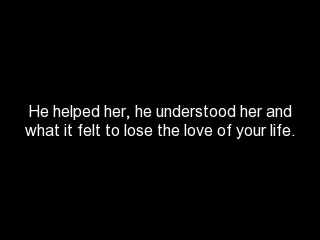 He helped her, he understood her and
what it felt to lose the love of your life.